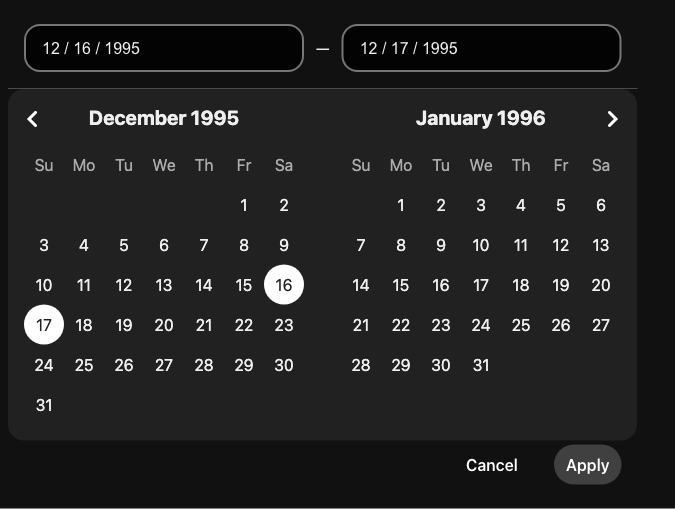 12 / 16 / 1995 — 12 / 17 / 1995
December 1995 January 1996
Su Mo Tu We Th Fr Sa Su Mo Tu We Th Fr Sa
1 2 1 2 3 4 5 6
3 4 5 6 7 8 9 7 8 9 10 11 12 13
10 11 12 13 14 15 16 14 15 16 17 18 19 20
17 18 19 20 21 22 23 21 22 23 24 25 26 27
24 25 26 27 28 29 30 28 29 30 31
31
Cancel Apply